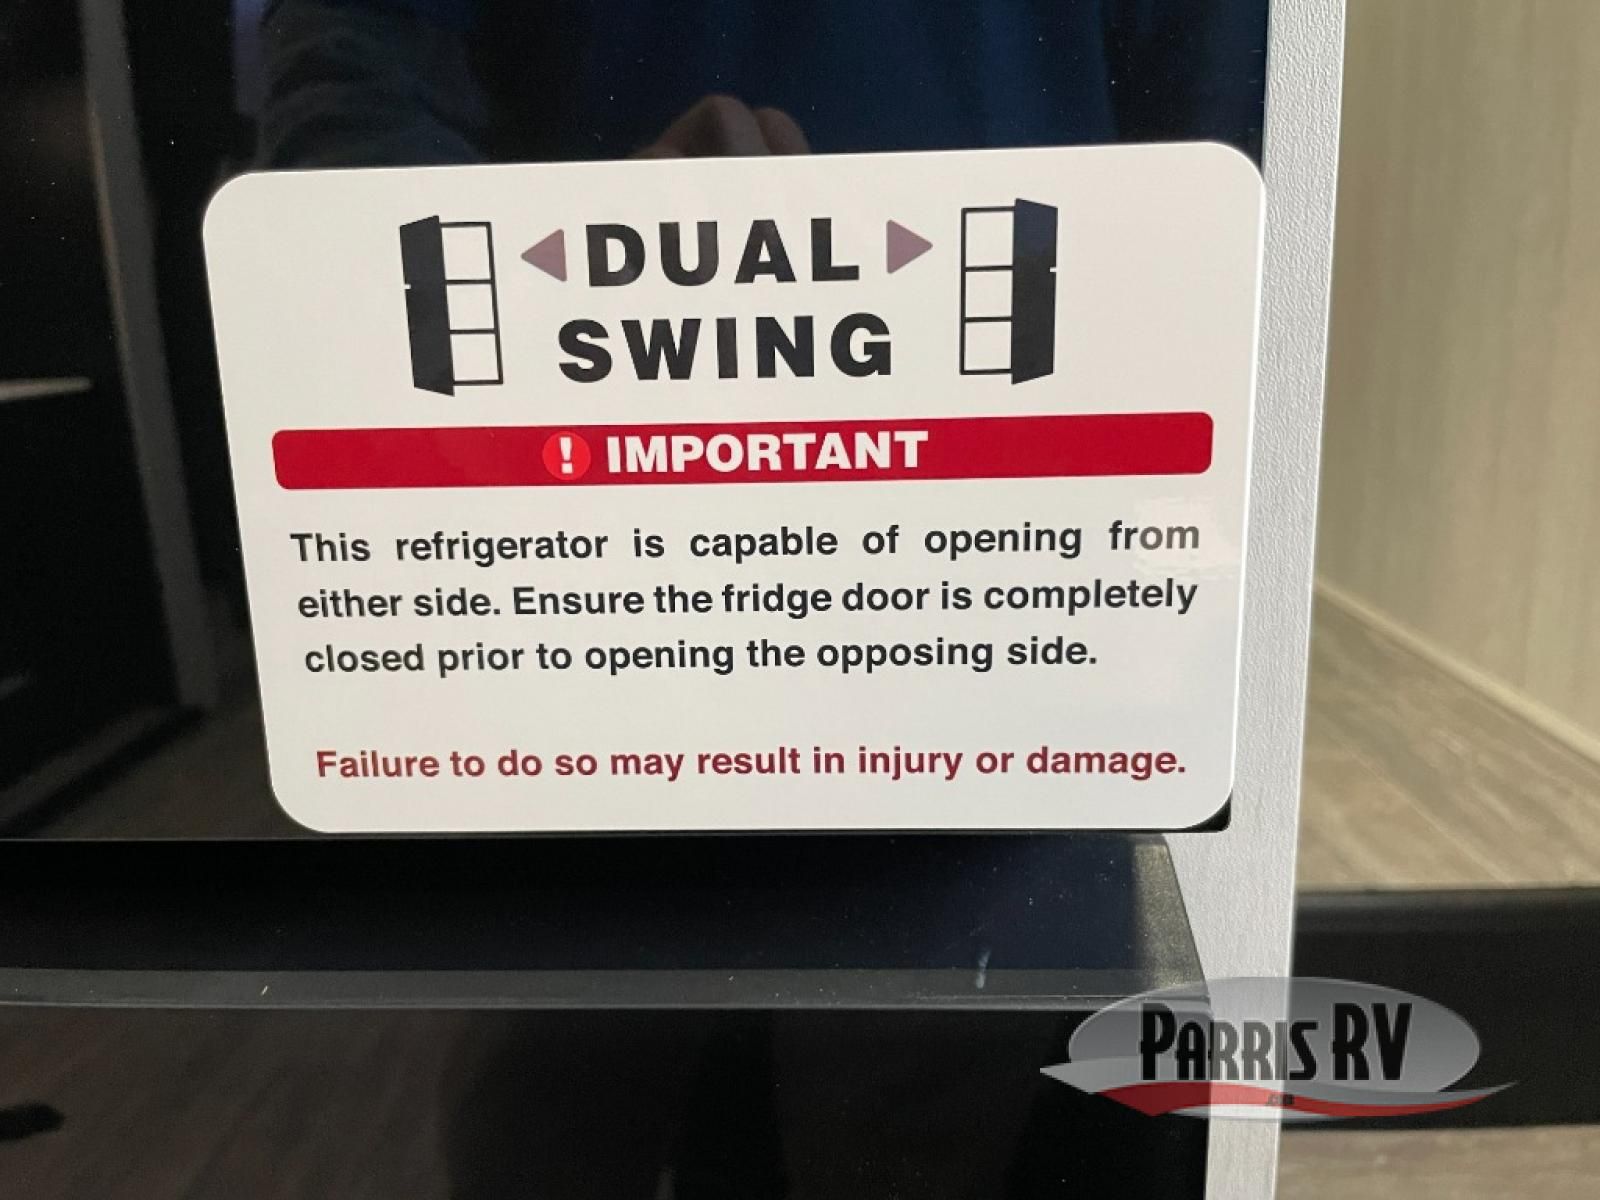 DUAL
SWING
! IMPORTANT
This refrigerator is capable of opening from
either side. Ensure the fridge door is completely
closed prior to opening the opposing side.
Failure to do so may result in injury or damage.
PARRIS RV
.com